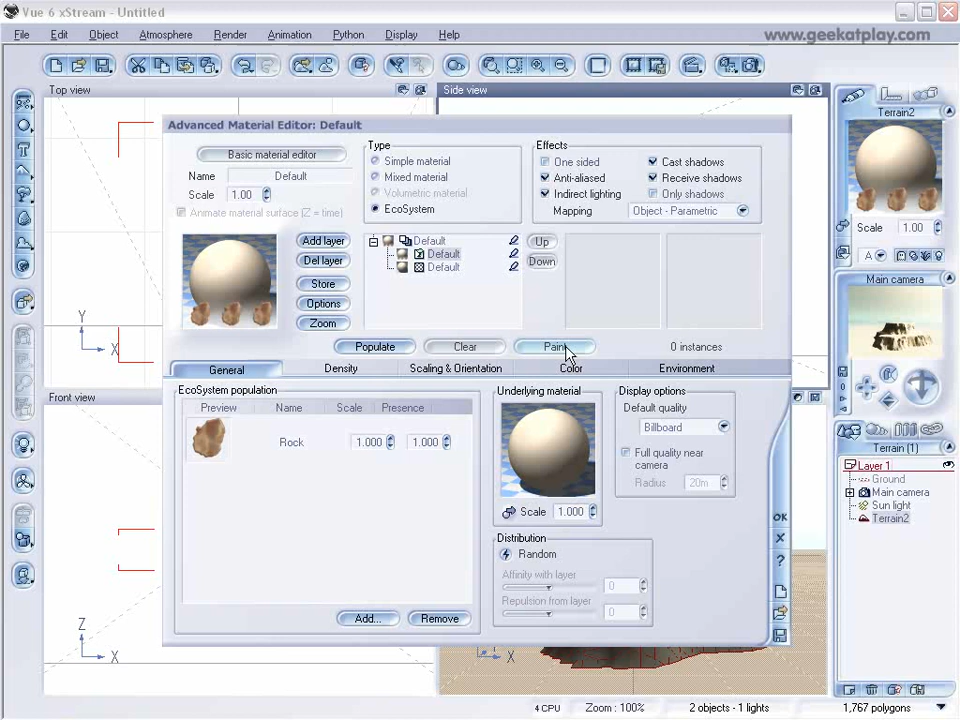 Vue 6 xStream - Untitled
File Edit Object Atmosphere Render Animation Python Display Help
www.geekatplay.com
Top view
Side view
Terrain2
Advanced Material Editor: Default
Basic material editor
Name Default
Scale 1.00
Animate material surface (Z = time)
Type
Simple material
Mixed material
Volumetric material
EcoSystem
Effects
One sided
Cast shadows
Anti-aliased
Receive shadows
Indirect lighting
Only shadows
Mapping Object - Parametric
Scale 1.00
A
Add layer
Del layer
Store
Options
Zoom
Default
Default
Default
Up
Down
Main camera
Y
X
Populate
Clear
0 instances
General
Density
Scaling & Orientation
Color
Environment
EcoSystem population
Preview Name Scale Presence
Rock 1.000 1.000
Add...
Remove
Underlying material
Scale 1.000
Display options
Default quality
Billboard
Full quality near
camera
Radius 20m
Distribution
Random
Affinity with layer
0
Repulsion from layer
0
OK
X
?
Front view
Z
X
X
Terrain (1)
Layer 1
Ground
Main camera
Sun light
Terrain2
4 CPU
Zoom : 100%
2 objects - 1 lights
1,767 polygons